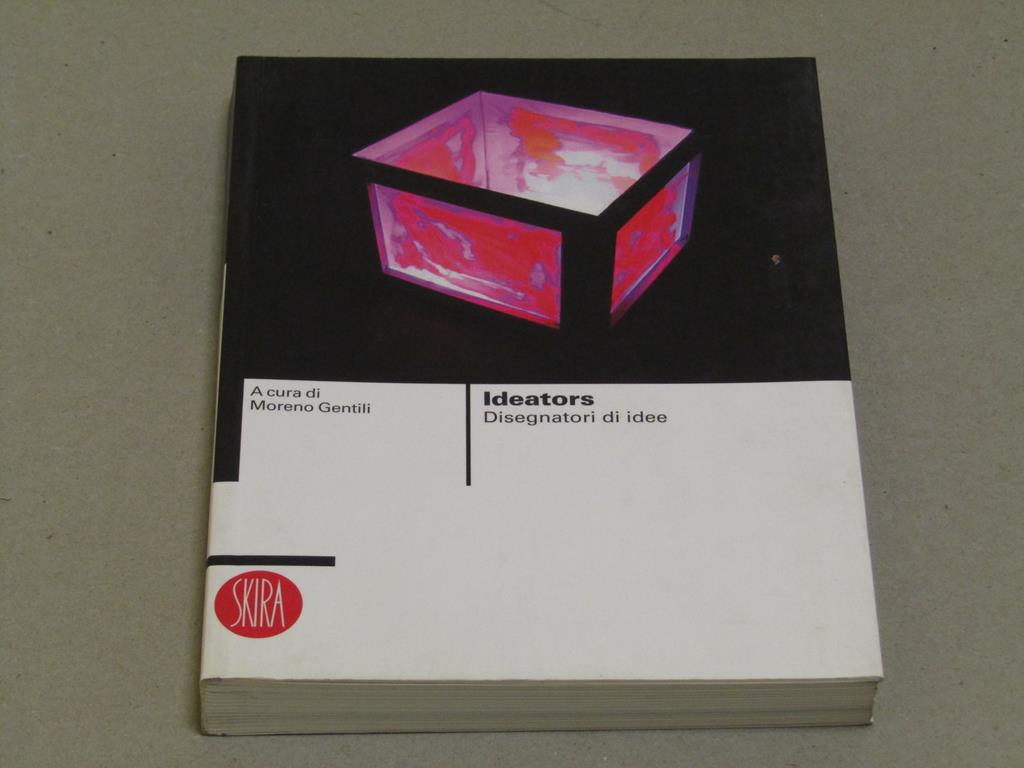 A cura di
Moreno Gentili
Ideators
Disegnatori di idee
SKIRA